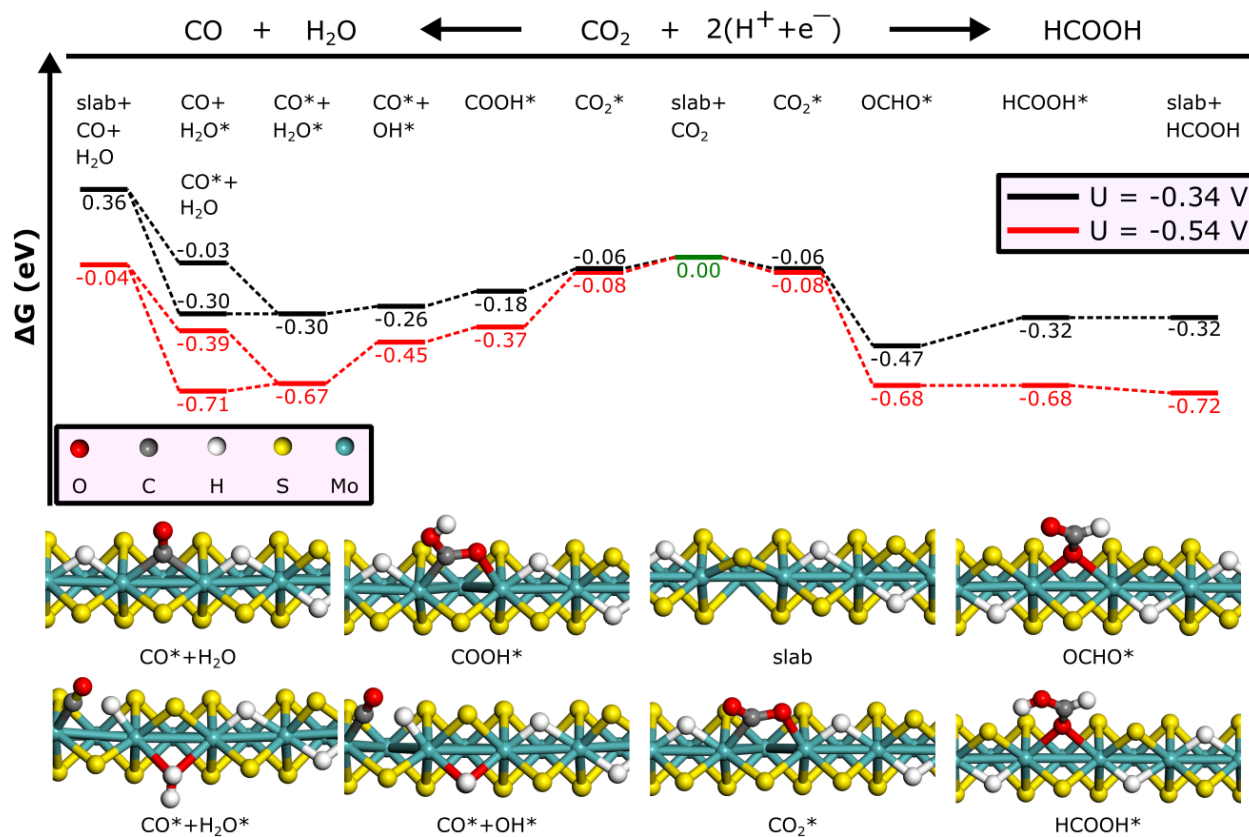 CO + H₂O ← CO₂ + 2(H⁺+e⁻) → HCOOH
slab+
CO+
H₂O
CO+
H₂O*
CO*+
H₂O
CO*+
H₂O*
CO*+
OH*
COOH*
CO₂*
slab+
CO₂
CO₂*
OCHO*
HCOOH*
slab+
HCOOH
U = -0.34 V
U = -0.54 V
ΔG (eV)
0.36
-0.03
-0.30
-0.30
-0.26
-0.18
-0.06
0.00
-0.06
-0.47
-0.32
-0.32
-0.04
-0.39
-0.71
-0.67
-0.45
-0.37
-0.08
-0.08
-0.68
-0.68
-0.72
O C H S Mo
CO*+H₂O
COOH*
slab
OCHO*
CO*+H₂O*
CO*+OH*
CO₂*
HCOOH*